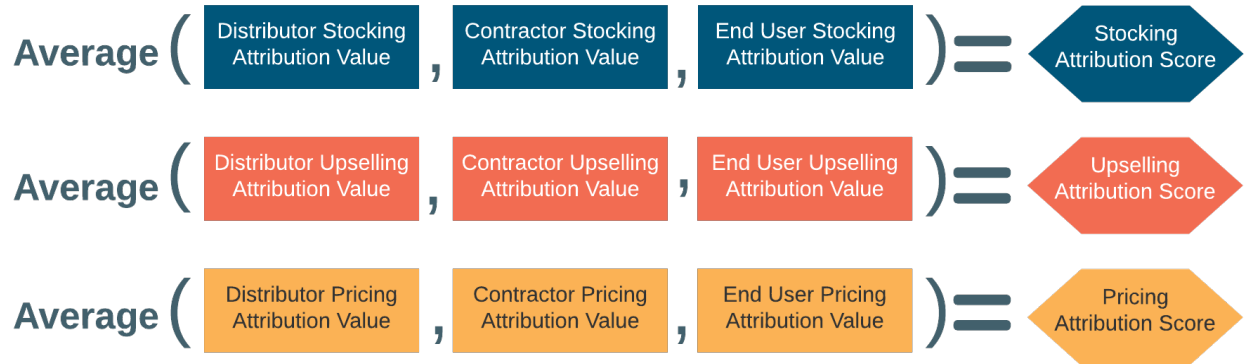 Average ( Distributor Stocking Attribution Value , Contractor Stocking Attribution Value , End User Stocking Attribution Value ) = Stocking Attribution Score
Average ( Distributor Upselling Attribution Value , Contractor Upselling Attribution Value , End User Upselling Attribution Value ) = Upselling Attribution Score
Average ( Distributor Pricing Attribution Value , Contractor Pricing Attribution Value , End User Pricing Attribution Value ) = Pricing Attribution Score